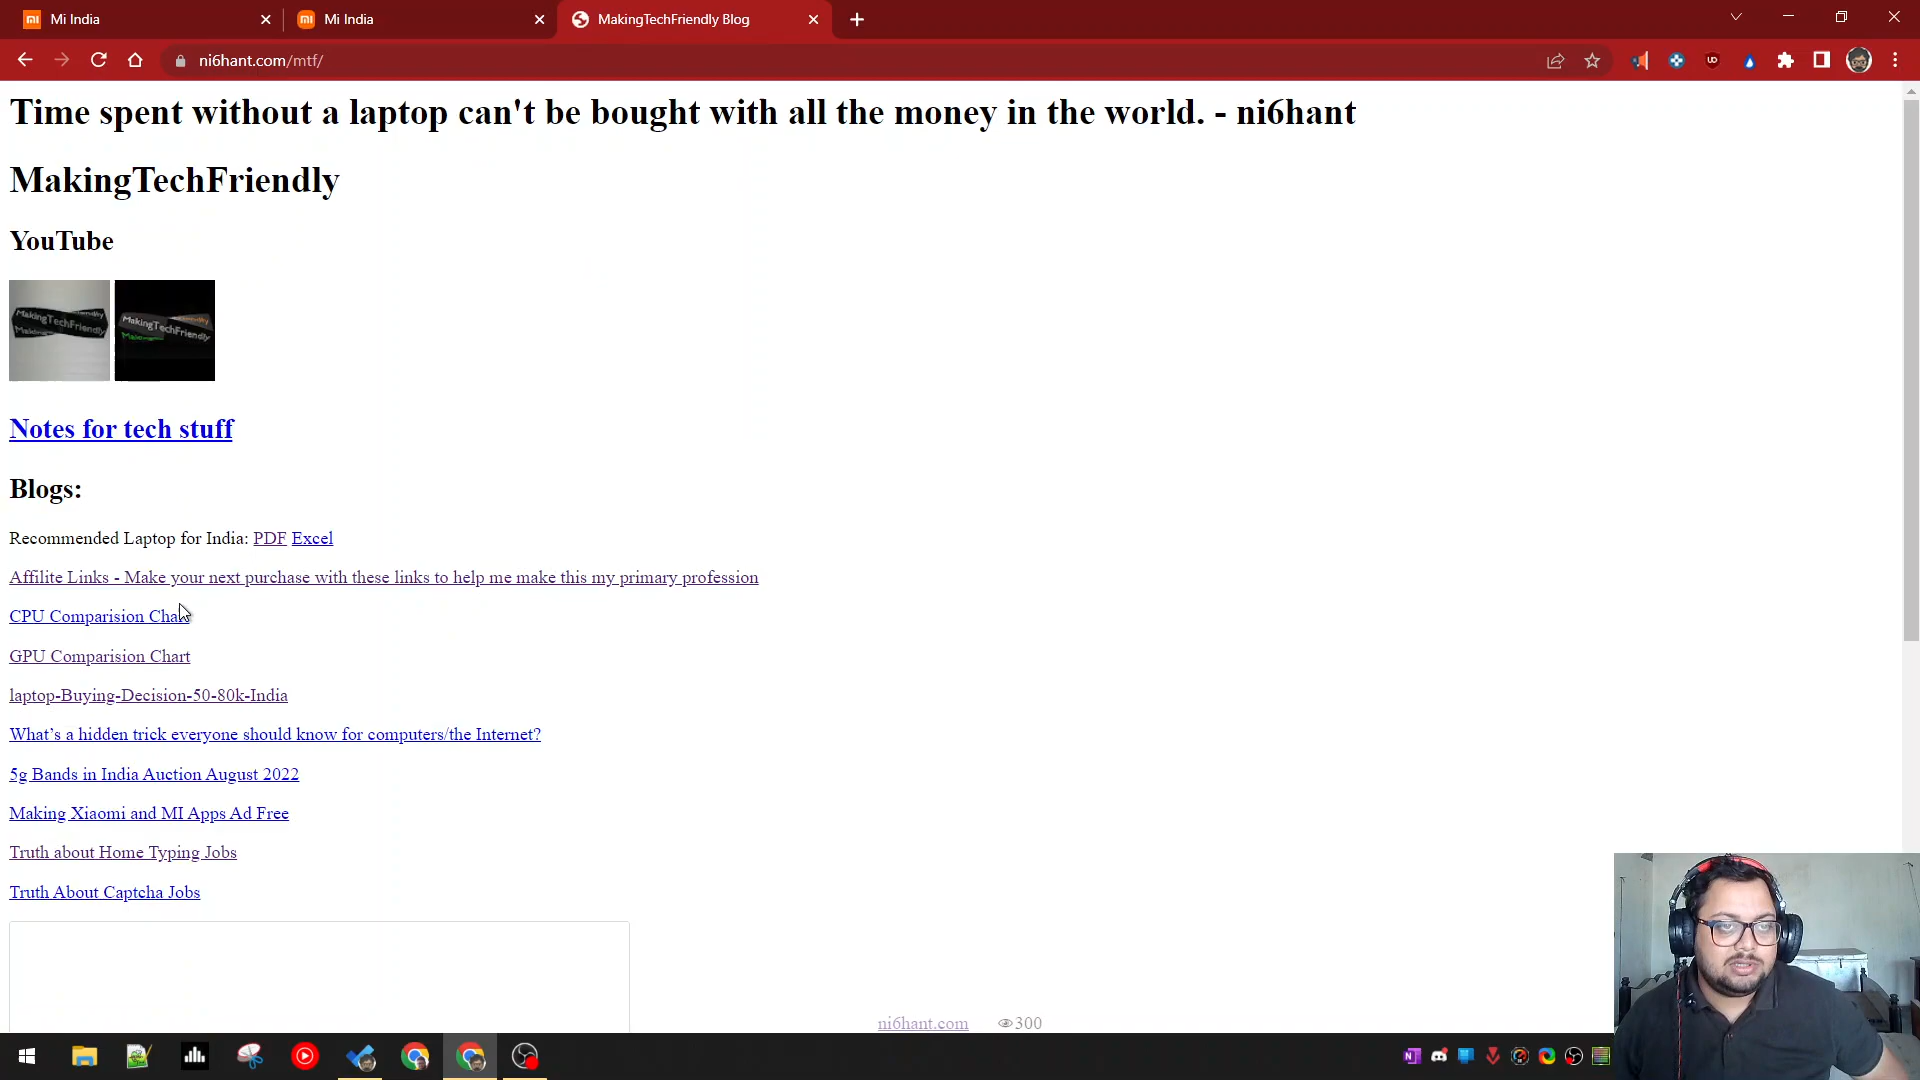 Mi India
Mi India
MakingTechFriendly Blog
ni6hant.com/mtf/
Time spent without a laptop can't be bought with all the money in the world. - ni6hant
MakingTechFriendly
YouTube
MakingTechFriendly
MakingTechFriendly
Notes for tech stuff
Blogs:
Recommended Laptop for India: PDF Excel
Affilite Links - Make your next purchase with these links to help me make this my primary profession
CPU Comparision Chart
GPU Comparision Chart
laptop-Buying-Decision-50-80k-India
What’s a hidden trick everyone should know for computers/the Internet?
5g Bands in India Auction August 2022
Making Xiaomi and MI Apps Ad Free
Truth about Home Typing Jobs
Truth About Captcha Jobs
ni6hant.com 300